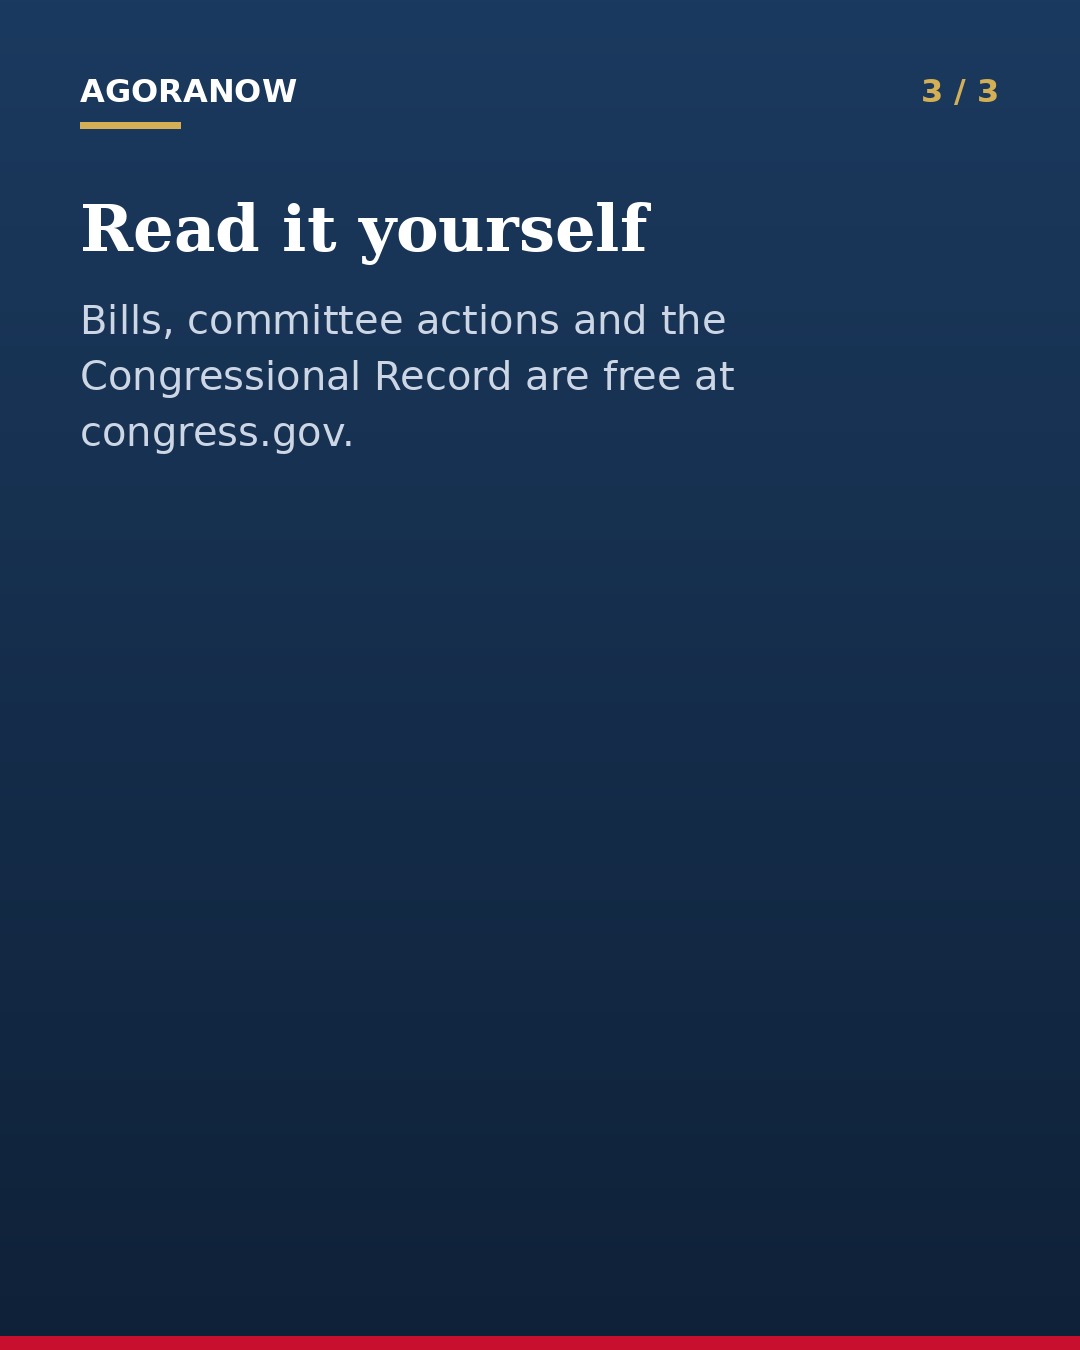 AGORANOW
3 / 3
Read it yourself
Bills, committee actions and the
Congressional Record are free at
congress.gov.